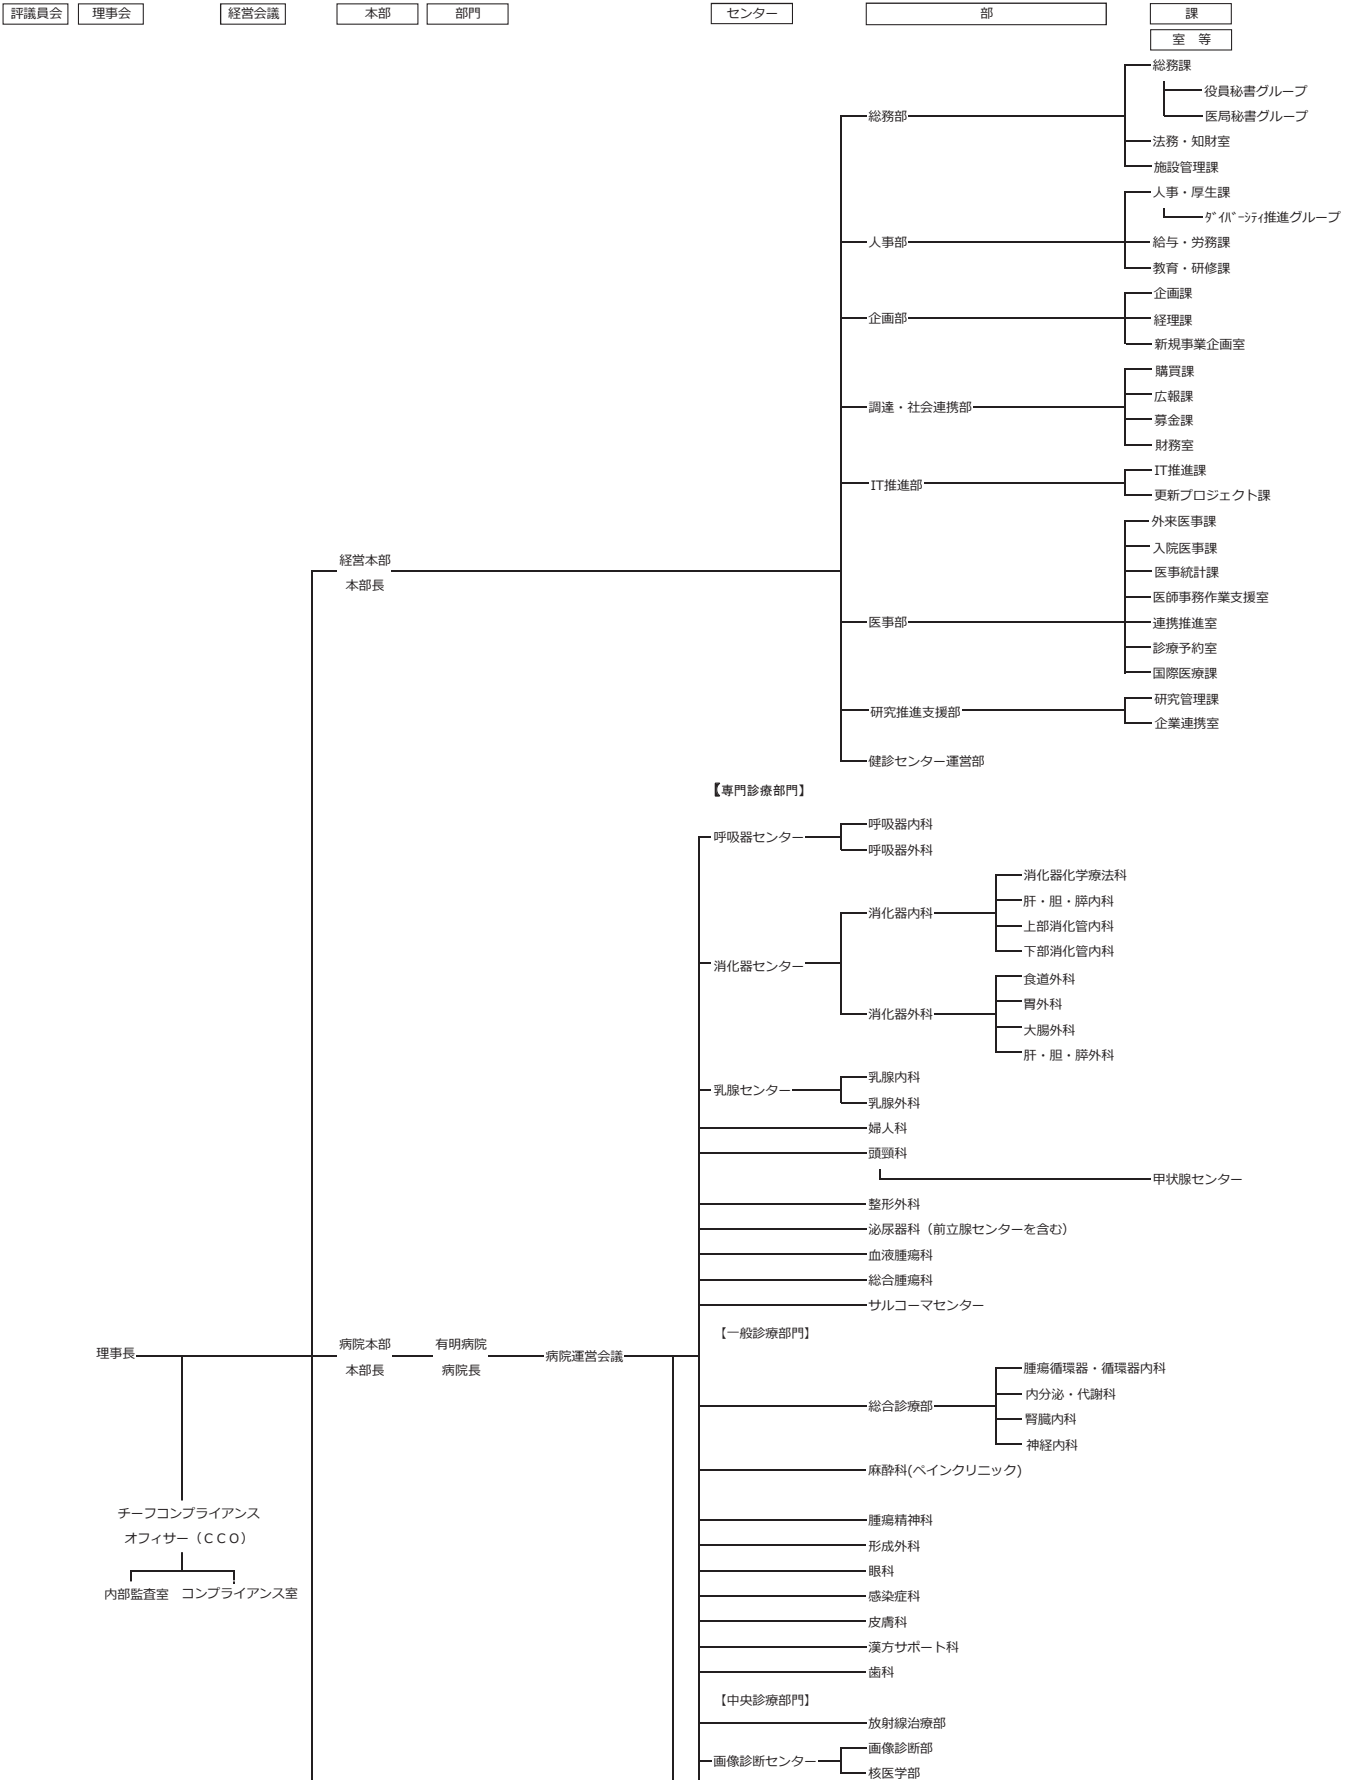 評議員会
理事会
経営会議
本部
部門
センター
部
課
室　等
総務課
役員秘書グループ
総務部
医局秘書グループ
法務・知財室
施設管理課
人事・厚生課
ﾀﾞｲﾊﾞｰｼﾃｨ推進グループ
人事部
給与・労務課
教育・研修課
企画課
企画部
経理課
新規事業企画室
購買課
広報課
調達・社会連携部
募金課
財務室
IT推進課
IT推進部
更新プロジェクト課
外来医事課
入院医事課
経営本部
本部長
医事統計課
医師事務作業支援室
医事部
連携推進室
診療予約室
国際医療課
研究管理課
研究推進支援部
企業連携室
健診センター運営部
【専門診療部門】
呼吸器センター
呼吸器内科
呼吸器外科
消化器化学療法科
肝・胆・膵内科
消化器内科
上部消化管内科
下部消化管内科
消化器センター
食道外科
胃外科
消化器外科
大腸外科
肝・胆・膵外科
乳腺センター
乳腺内科
乳腺外科
婦人科
頭頸科
甲状腺センター
整形外科
泌尿器科（前立腺センターを含む）
血液腫瘍科
総合腫瘍科
サルコーマセンター
【一般診療部門】
理事長
病院本部
本部長
有明病院
病院長
病院運営会議
腫瘍循環器・循環器内科
内分泌・代謝科
総合診療部
腎臓内科
神経内科
麻酔科(ペインクリニック)
チーフコンプライアンス
オフィサー（ＣＣＯ）
内部監査室
コンプライアンス室
腫瘍精神科
形成外科
眼科
感染症科
皮膚科
漢方サポート科
歯科
【中央診療部門】
放射線治療部
画像診断センター
画像診断部
核医学部